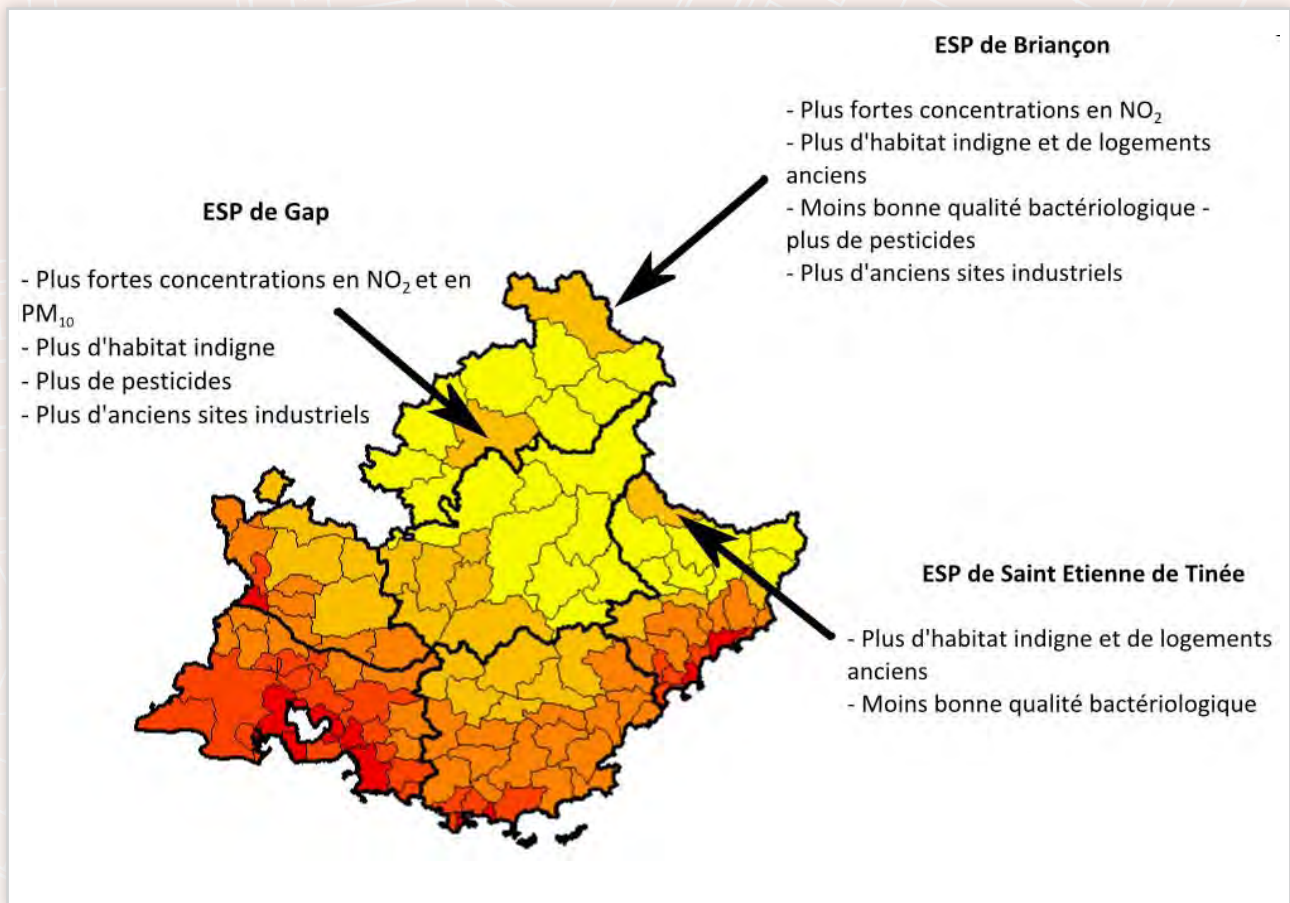 ESP de Briançon
- Plus fortes concentrations en NO₂
- Plus d'habitat indigne et de logements
anciens
- Moins bonne qualité bactériologique -
plus de pesticides
- Plus d'anciens sites industriels
ESP de Gap
- Plus fortes concentrations en NO₂ et en
PM₁₀
- Plus d'habitat indigne
- Plus de pesticides
- Plus d'anciens sites industriels
ESP de Saint Etienne de Tinée
- Plus d'habitat indigne et de logements
anciens
- Moins bonne qualité bactériologique